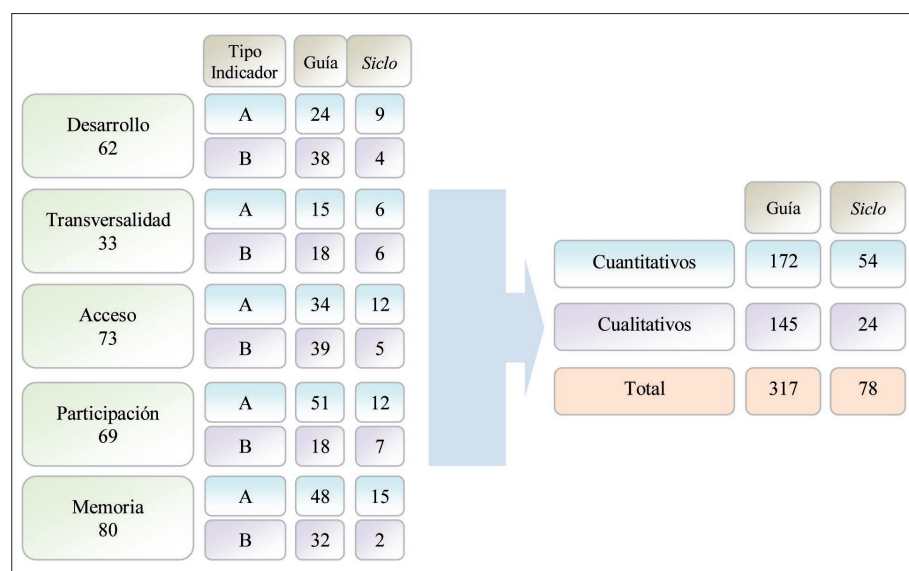 Tipo Indicador Guía Siclo
Desarrollo 62
A 24 9
B 38 4
Transversalidad 33
A 15 6
B 18 6
Acceso 73
A 34 12
B 39 5
Participación 69
A 51 12
B 18 7
Memoria 80
A 48 15
B 32 2
Guía Siclo
Cuantitativos 172 54
Cualitativos 145 24
Total 317 78